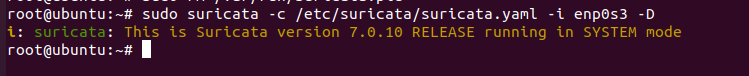 root@ubuntu:~# sudo suricata -c /etc/suricata/suricata.yaml -i enp0s3 -D
i: suricata: This is Suricata version 7.0.10 RELEASE running in SYSTEM mode
root@ubuntu:~#